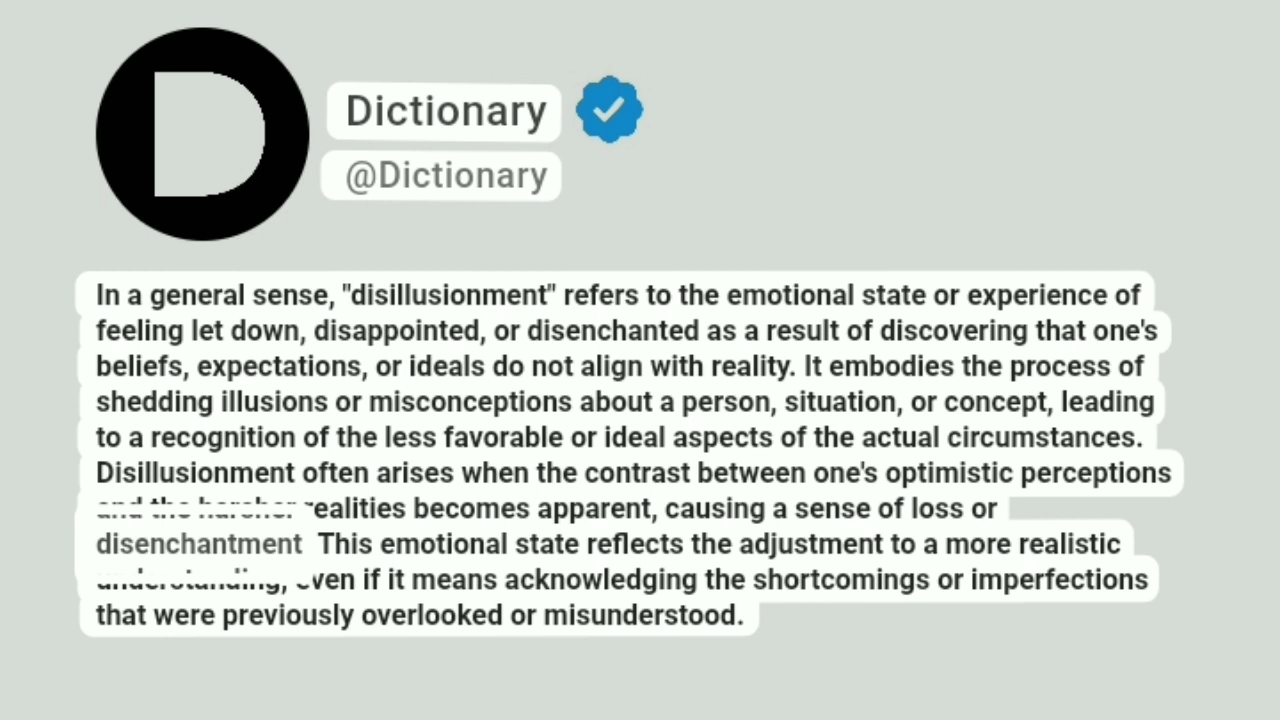 D
Dictionary
@Dictionary
In a general sense, "disillusionment" refers to the emotional state or experience of
feeling let down, disappointed, or disenchanted as a result of discovering that one's
beliefs, expectations, or ideals do not align with reality. It embodies the process of
shedding illusions or misconceptions about a person, situation, or concept, leading
to a recognition of the less favorable or ideal aspects of the actual circumstances.
Disillusionment often arises when the contrast between one's optimistic perceptions
and the harsher realities becomes apparent, causing a sense of loss or
disenchantment This emotional state reflects the adjustment to a more realistic
understanding, even if it means acknowledging the shortcomings or imperfections
that were previously overlooked or misunderstood.